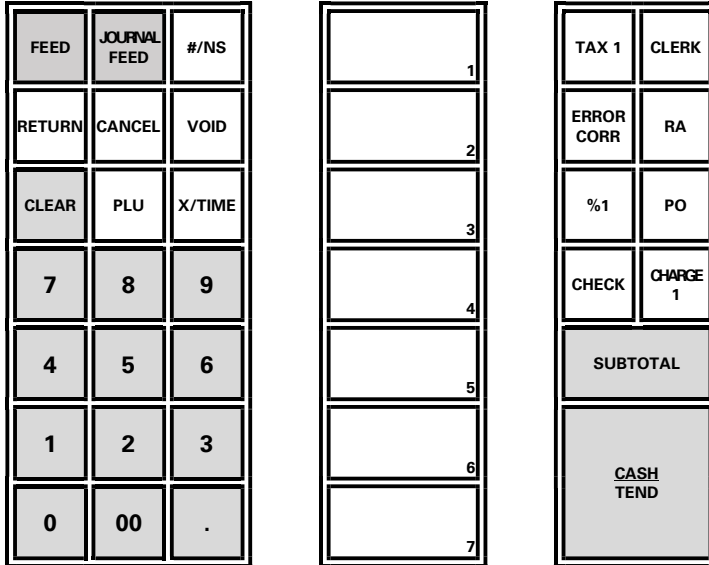 FEED
JOURNAL
FEED
#/NS
RETURN
CANCEL
VOID
CLEAR
PLU
X/TIME
7
8
9
4
5
6
1
2
3
0
00
.
1
2
3
4
5
6
7
TAX 1
CLERK
ERROR
CORR
RA
%1
PO
CHECK
CHARGE
1
SUBTOTAL
CASH
TEND